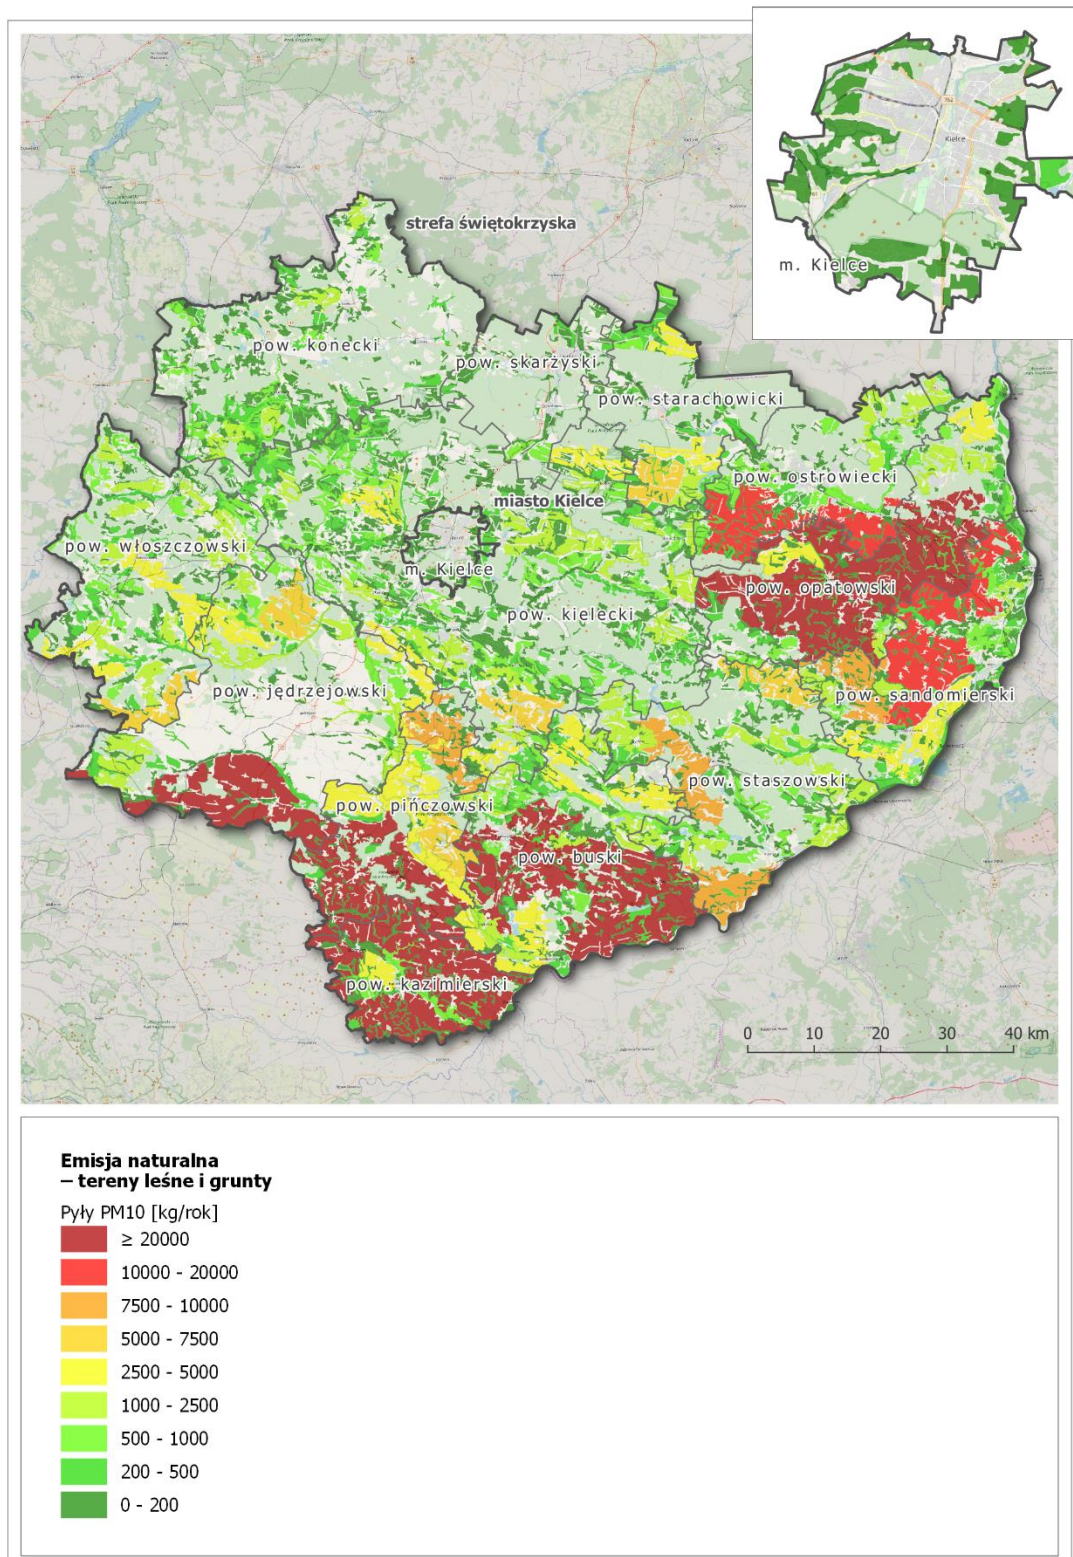 Kielce
m. Kielce
762
strefa świętokrzyska
pow. konecki
pow. skarżyski
pow. starachowicki
pow. ostrowiecki
miasto Kielce
pow. włoszczowski
m. Kielce
pow. opatowski
pow. kielecki
pow. jędrzejowski
pow. sandomierski
pow. staszowski
pow. pińczowski
pow. buski
pow. kazimierski
0 10 20 30 40 km
Emisja naturalna
– tereny leśne i grunty
Pyły PM10 [kg/rok]
≥ 20000
10000 - 20000
7500 - 10000
5000 - 7500
2500 - 5000
1000 - 2500
500 - 1000
200 - 500
0 - 200